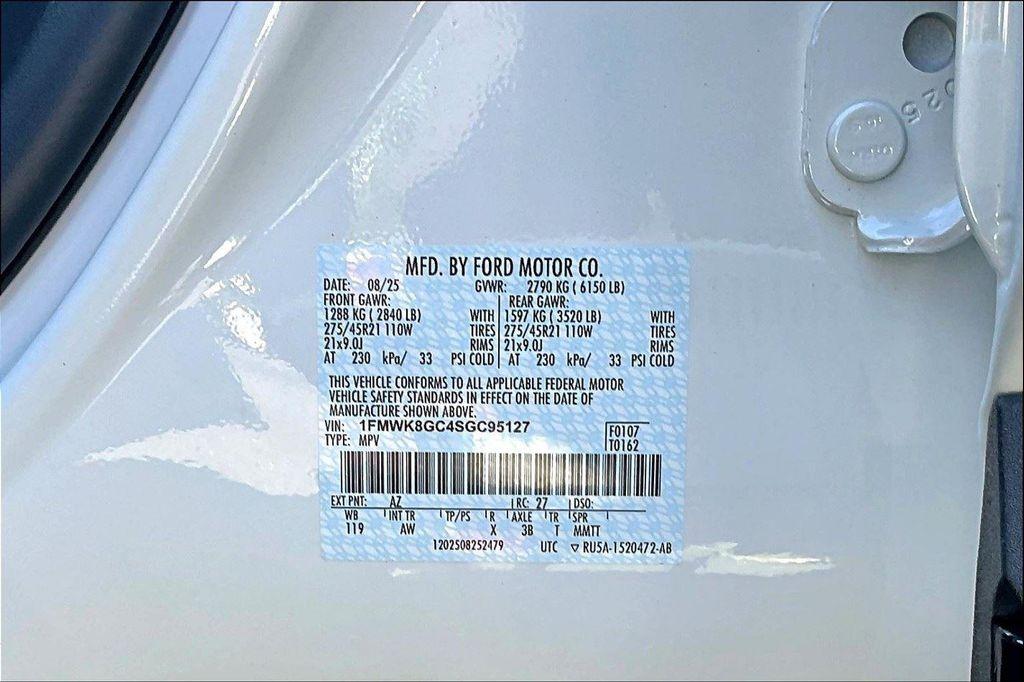 MFD. BY FORD MOTOR CO.
DATE: 08/25 GVWR: 2790 KG ( 6150 LB)
FRONT GAWR: REAR GAWR:
1288 KG ( 2840 LB) WITH 1597 KG ( 3520 LB) WITH
275/45R21 110W TIRES 275/45R21 110W TIRES
21x9.0J RIMS 21x9.0J RIMS
AT 230 kPa/ 33 PSI COLD AT 230 kPa/ 33 PSI COLD
THIS VEHICLE CONFORMS TO ALL APPLICABLE FEDERAL MOTOR
VEHICLE SAFETY STANDARDS IN EFFECT ON THE DATE OF
MANUFACTURE SHOWN ABOVE.
VIN: 1FMWK8GC4SGC95127 F0107
TYPE: MPV T0162
EXT PNT: AZ RC: 27 DSO:
WB INT TR TP/PS R AXLE TR SPR
119 AW X 3B T MMTT
1202508252479 UTC ▽ RU5A-1520472-AB